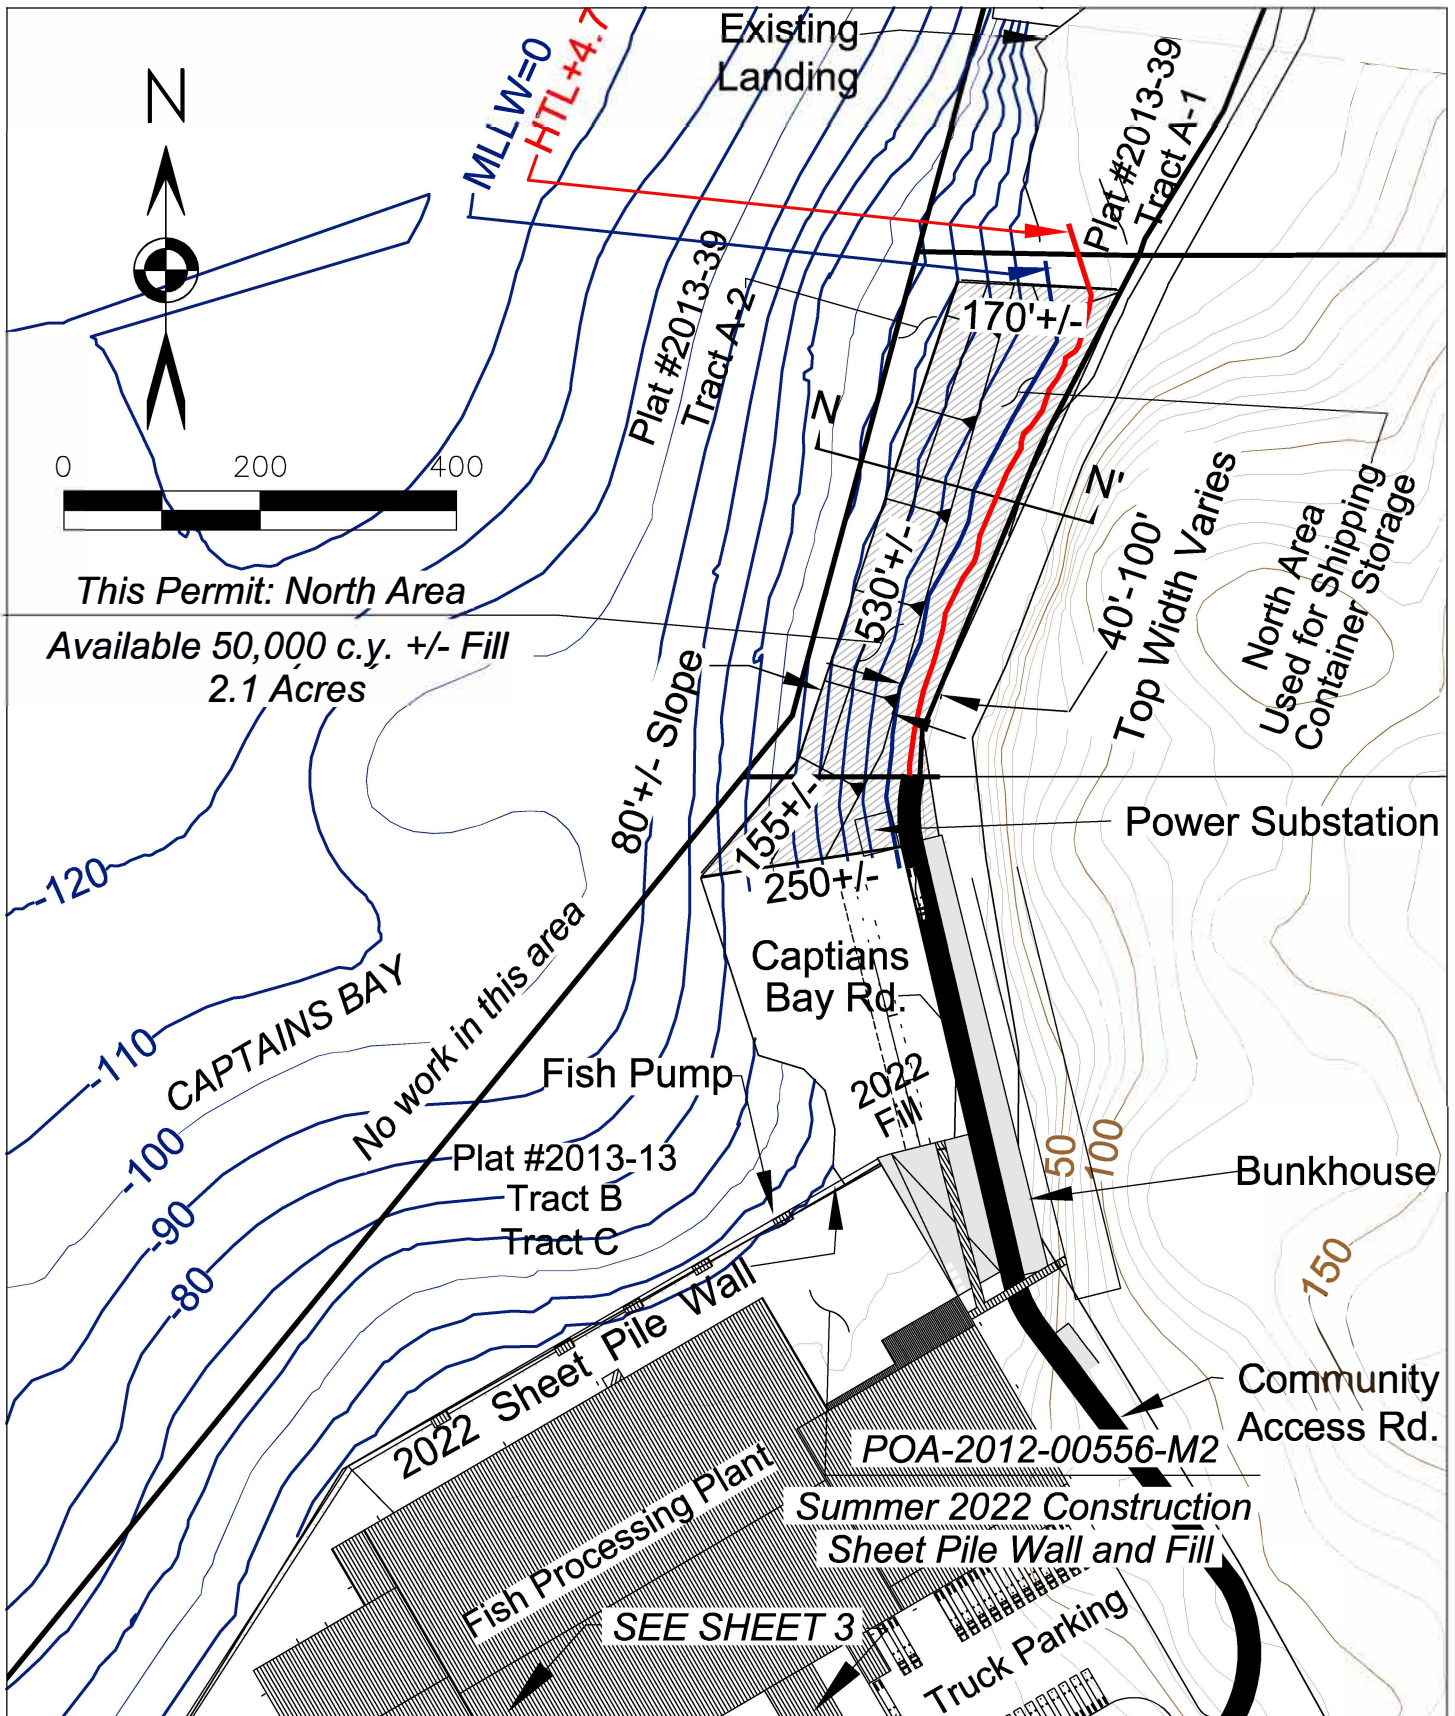 Existing
Landing
N
MLLW=0
HTL+4.7
Plat #2013-39
Tract A-1
Plat #2013-39
Tract A-2
170'+/-
N
N'
0 200 400
530'+/-
40'-100'
Top Width Varies
North Area
Used for Shipping
Container Storage
This Permit: North Area
Available 50,000 c.y. +/- Fill
2.1 Acres
80'+/- Slope
155+/-
250+/-
Power Substation
-120
Captians
Bay Rd.
No work in this area
CAPTAINS BAY
-110
-100
-90
-80
Fish Pump
2022
Fill
Plat #2013-13
Tract B
Tract C
50
100
150
Bunkhouse
2022 Sheet Pile Wall
Community
Access Rd.
POA-2012-00556-M2
Summer 2022 Construction
Sheet Pile Wall and Fill
Fish Processing Plant
SEE SHEET 3
Truck Parking